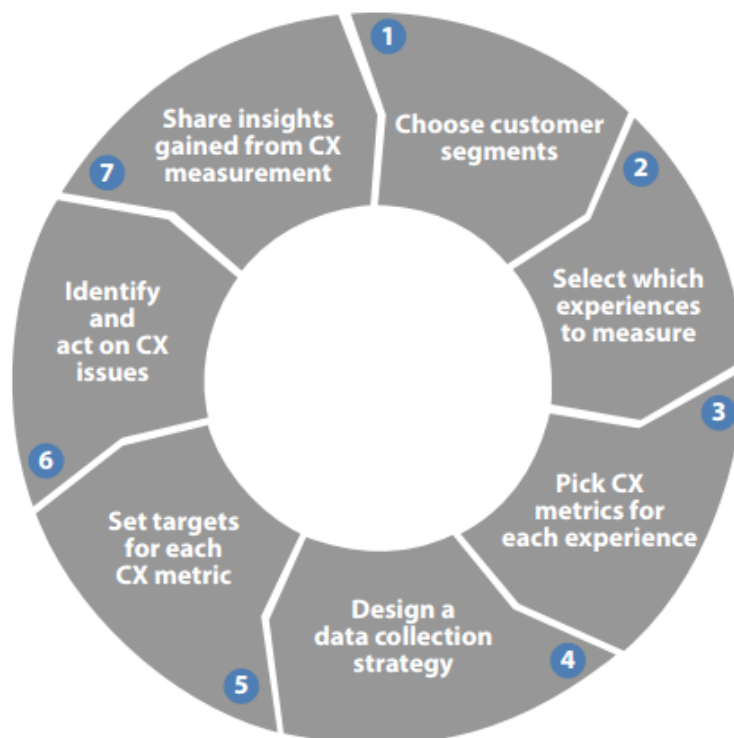 1
Choose customer
segments
2
Select which
experiences
to measure
3
Pick CX
metrics for
each experience
4
Design a
data collection
strategy
5
Set targets
for each
CX metric
6
Identify
and
act on CX
issues
7
Share insights
gained from CX
measurement